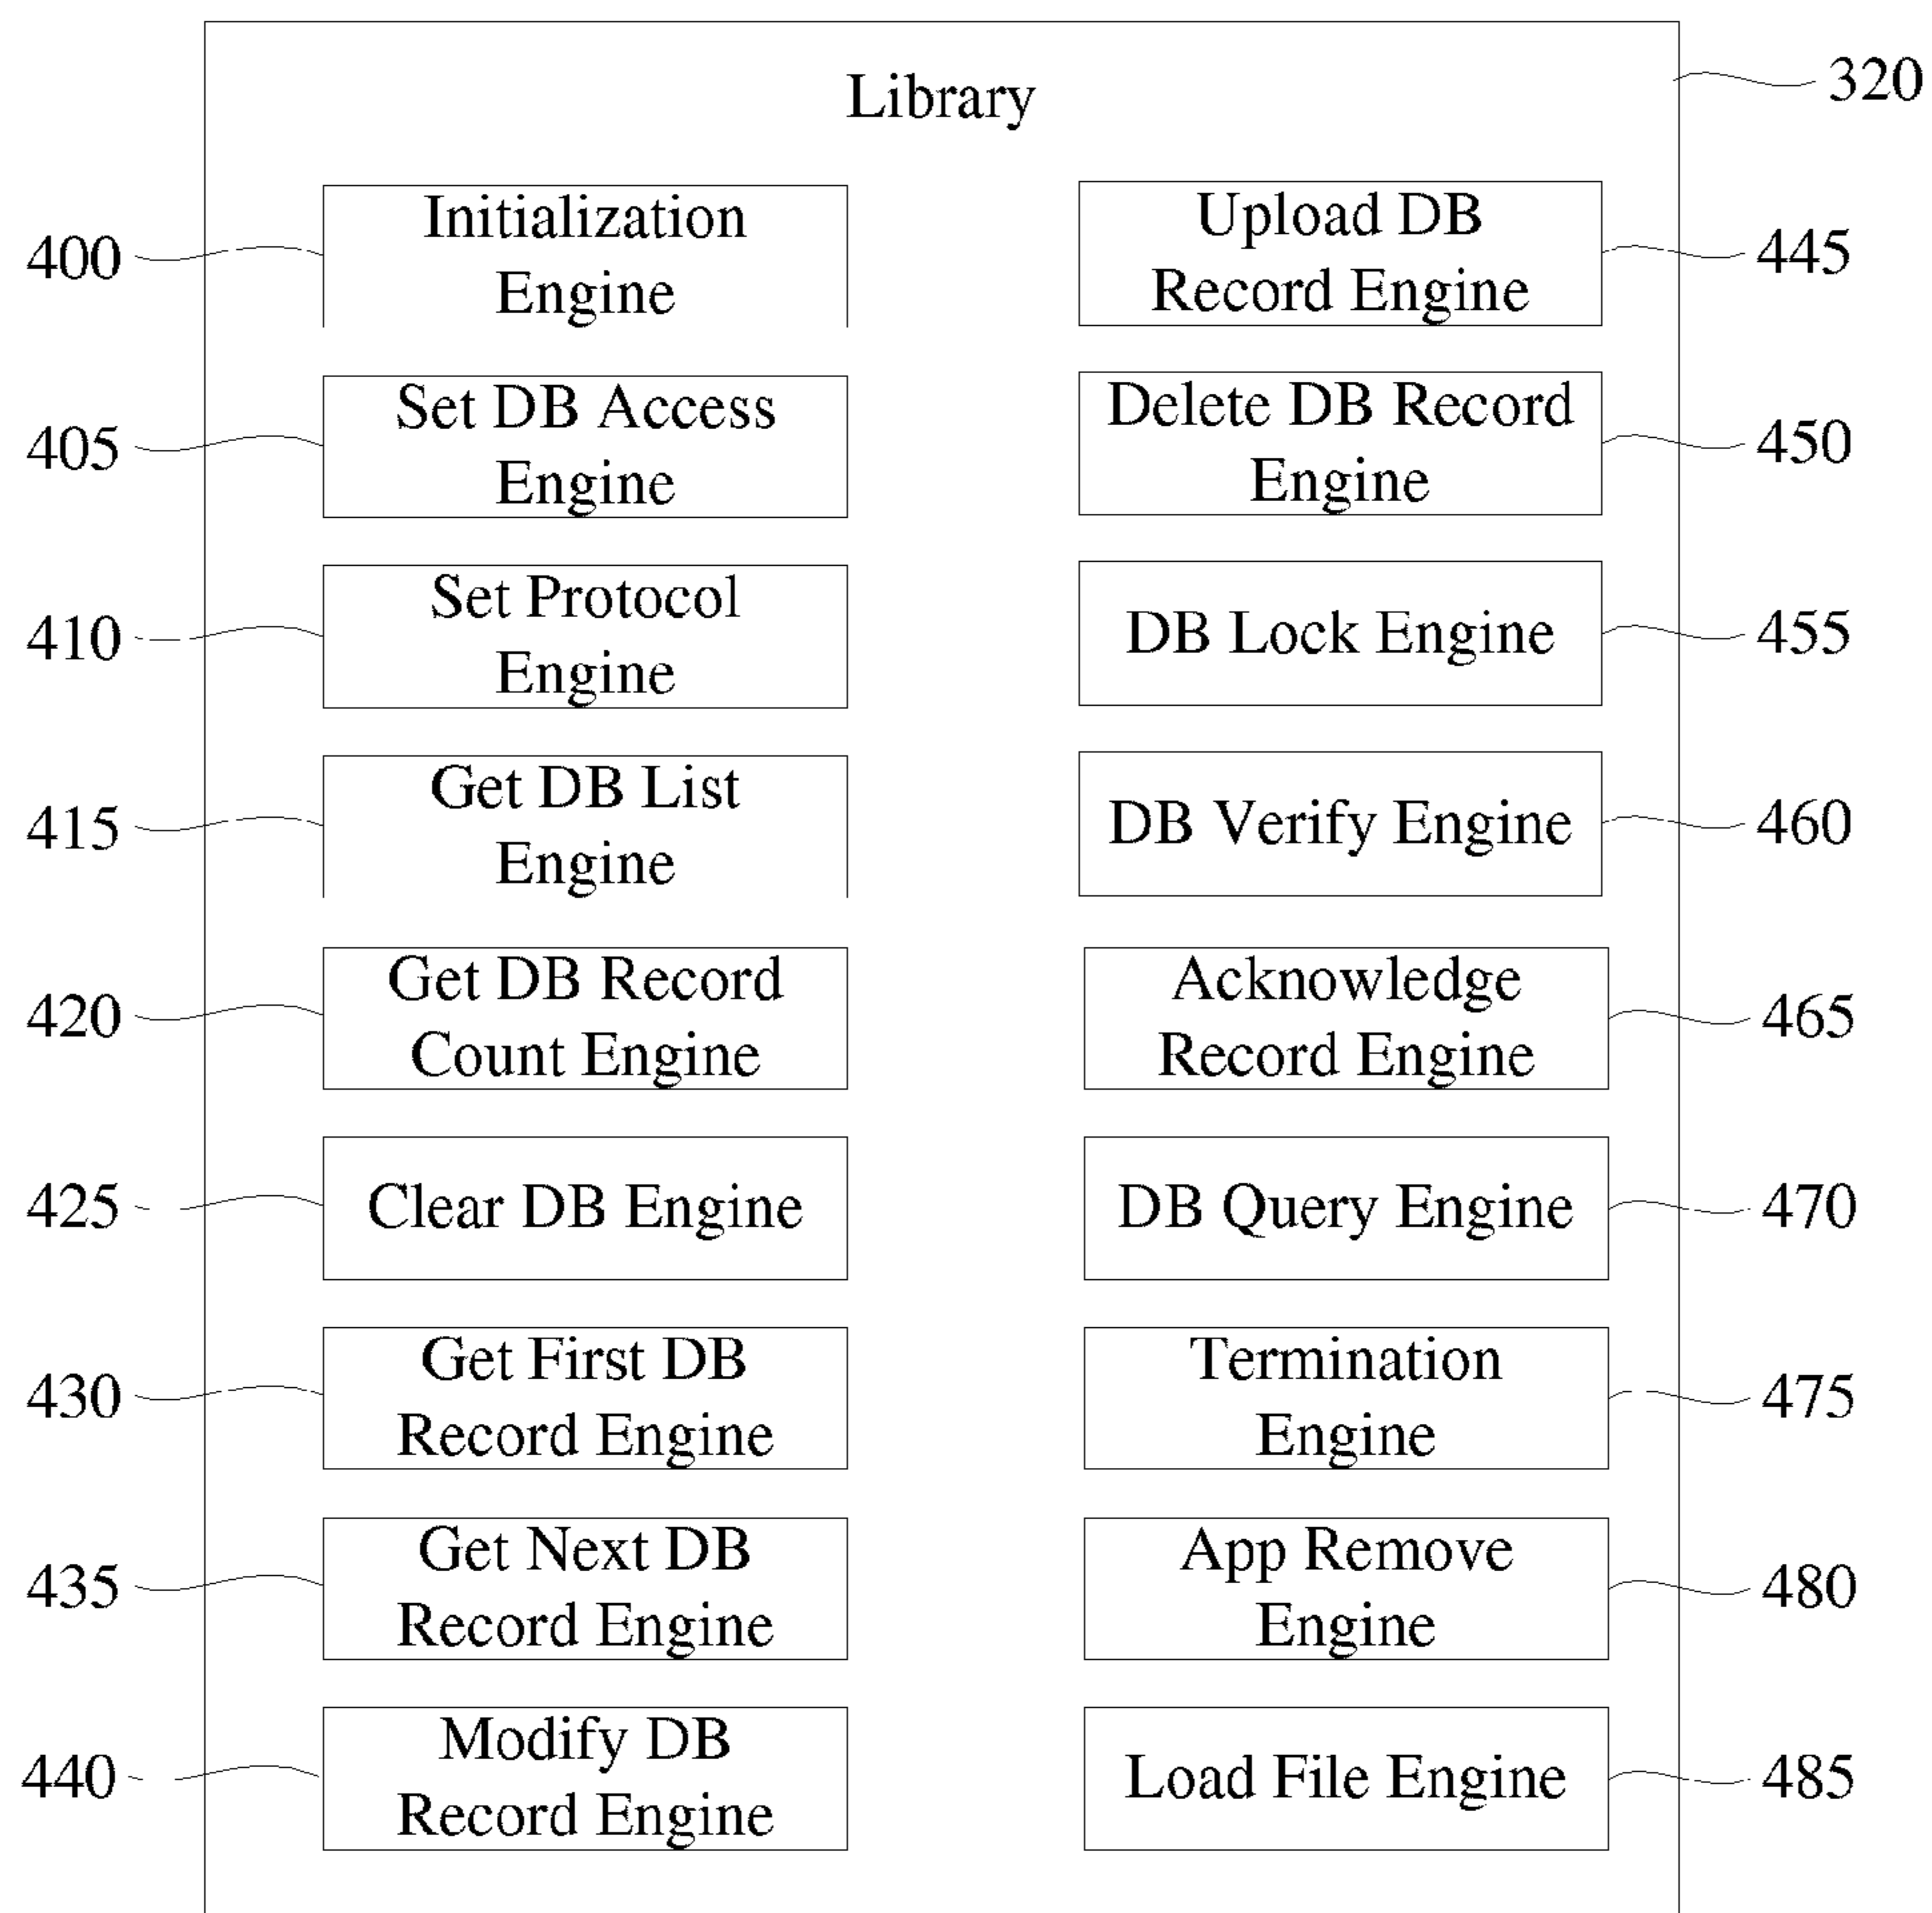 Library
320
400
Initialization
Engine
405
Set DB Access
Engine
410
Set Protocol
Engine
415
Get DB List
Engine
420
Get DB Record
Count Engine
425
Clear DB Engine
430
Get First DB
Record Engine
435
Get Next DB
Record Engine
440
Modify DB
Record Engine
Upload DB
Record Engine
445
Delete DB Record
Engine
450
DB Lock Engine
455
DB Verify Engine
460
Acknowledge
Record Engine
465
DB Query Engine
470
Termination
Engine
475
App Remove
Engine
480
Load File Engine
485